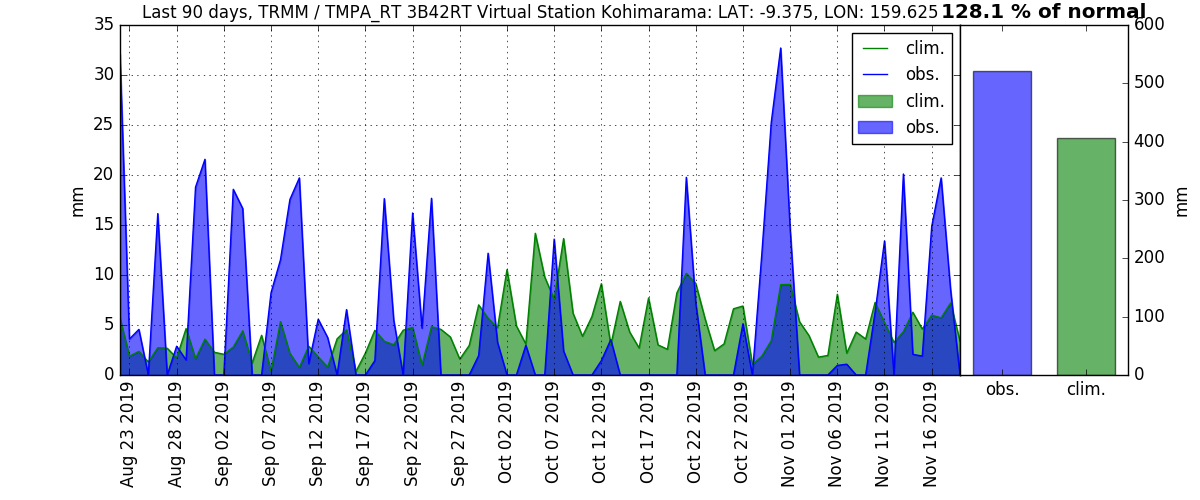 Last 90 days, TRMM / TMPA_RT 3B42RT Virtual Station Kohimarama: LAT: -9.375, LON: 159.625 128.1 % of normal
35
30
25
20
15
10
5
0
mm
clim.
obs.
clim.
obs.
600
500
400
300
200
100
0
mm
obs.
clim.
Aug 23 2019
Aug 28 2019
Sep 02 2019
Sep 07 2019
Sep 12 2019
Sep 17 2019
Sep 22 2019
Sep 27 2019
Oct 02 2019
Oct 07 2019
Oct 12 2019
Oct 17 2019
Oct 22 2019
Oct 27 2019
Nov 01 2019
Nov 06 2019
Nov 11 2019
Nov 16 2019